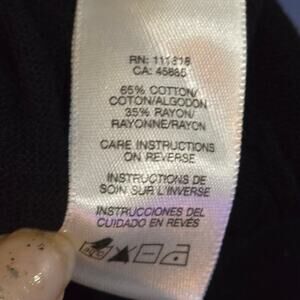 RN: 111818
CA: 45885
65% COTTON/
COTON/ALGODON
35% RAYON/
RAYONNE/RAYON
CARE INSTRUCTIONS
ON REVERSE
INSTRUCTIONS DE
SOIN SUR L'INVERSE
INSTRUCCIONES DEL
CUIDADO EN REVÉS